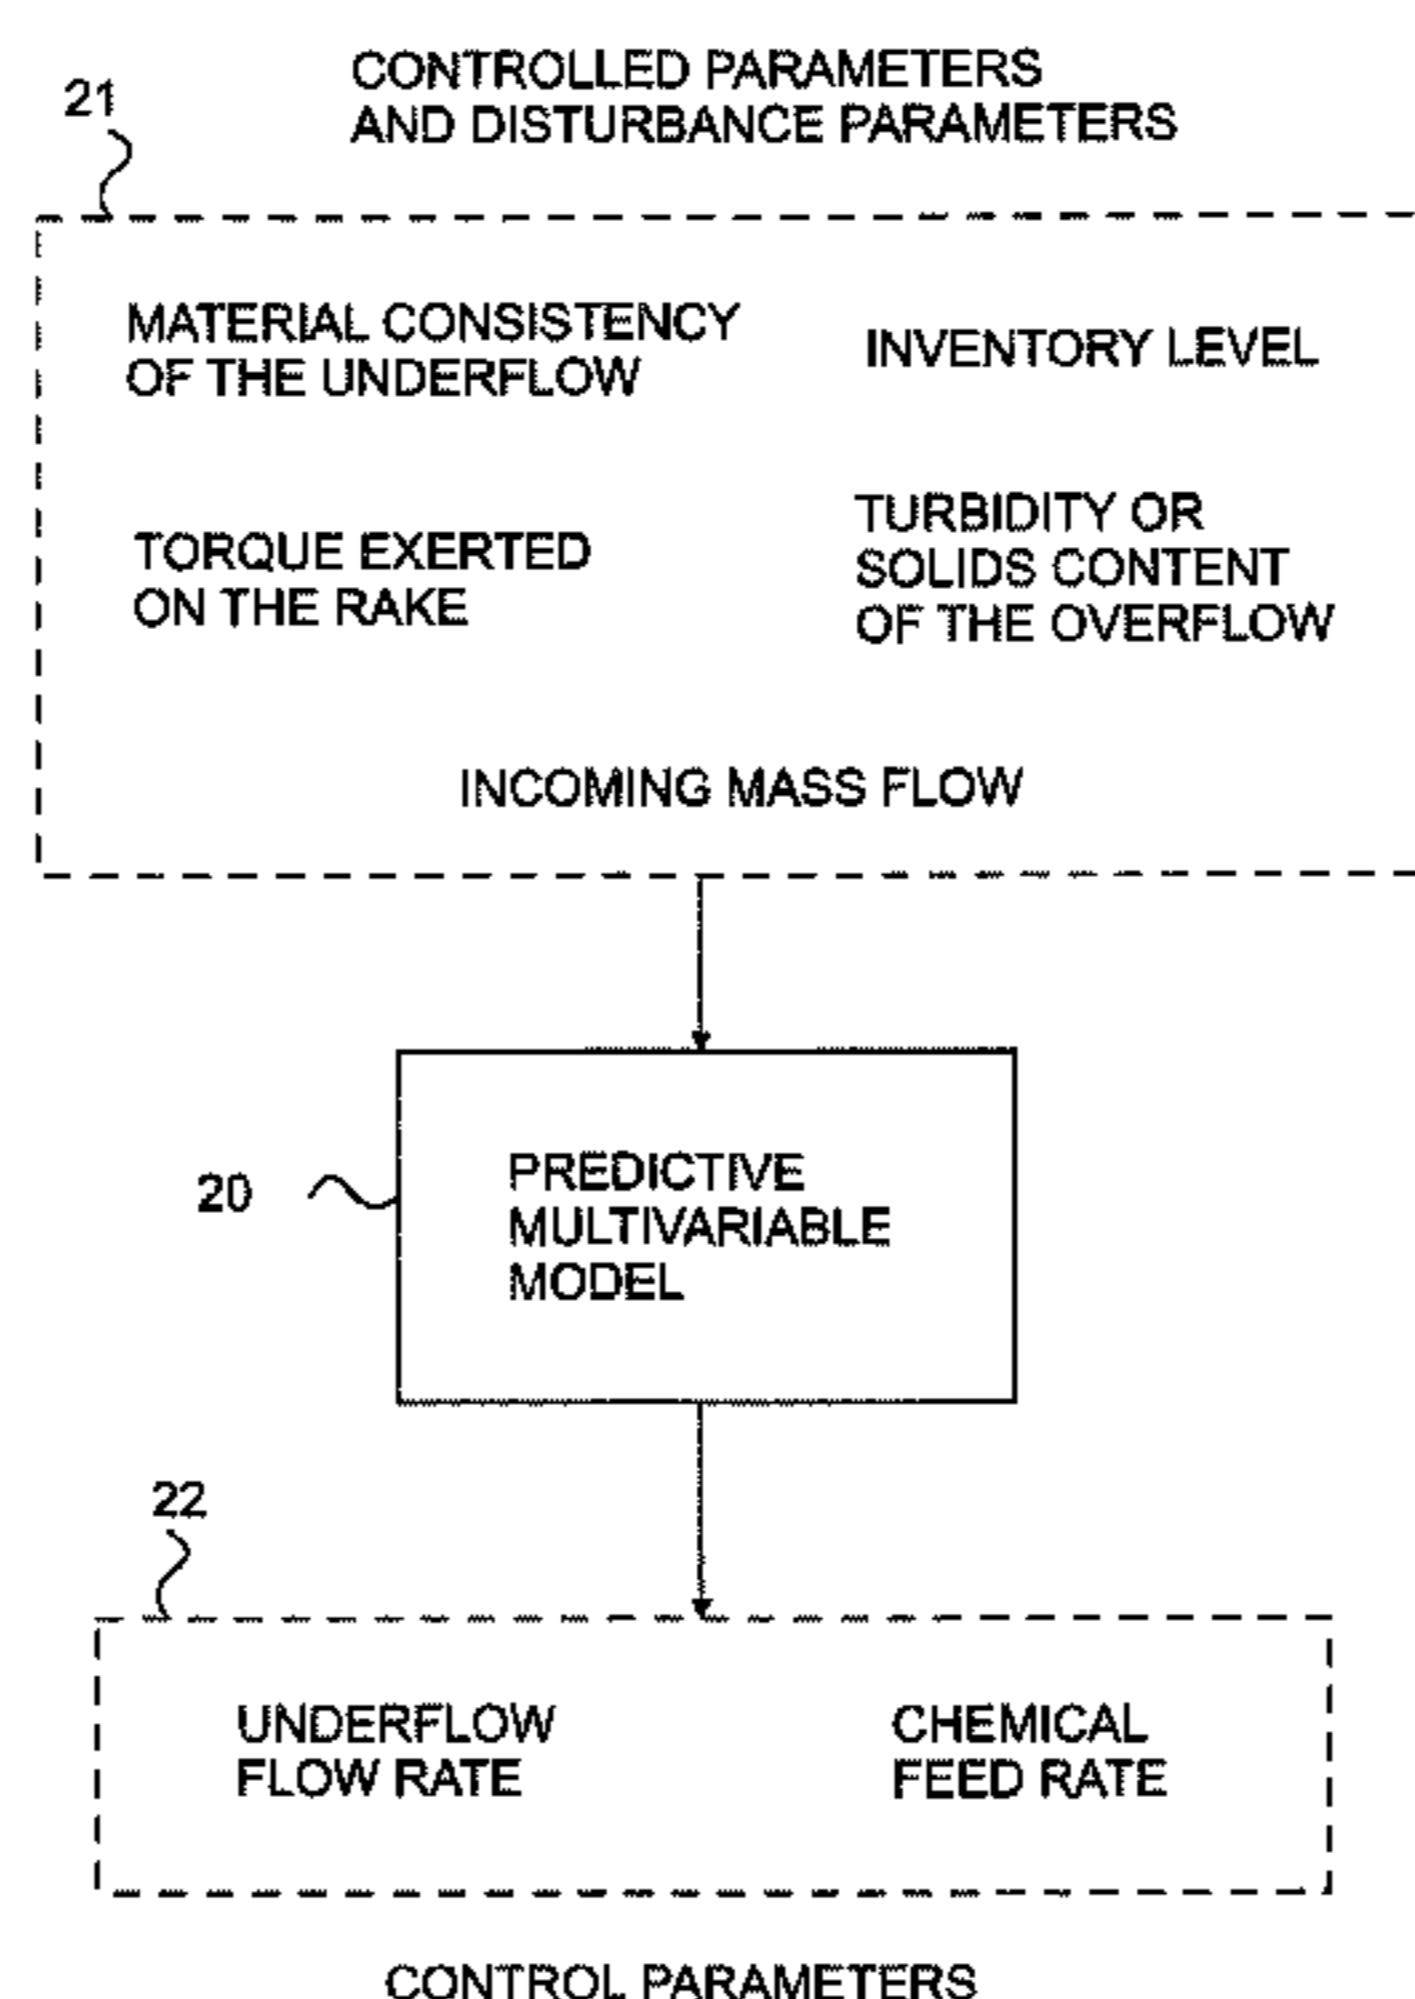 CONTROLLED PARAMETERS
AND DISTURBANCE PARAMETERS
21
MATERIAL CONSISTENCY
OF THE UNDERFLOW
INVENTORY LEVEL
TORQUE EXERTED
ON THE RAKE
TURBIDITY OR
SOLIDS CONTENT
OF THE OVERFLOW
INCOMING MASS FLOW
20
PREDICTIVE
MULTIVARIABLE
MODEL
22
UNDERFLOW
FLOW RATE
CHEMICAL
FEED RATE
CONTROL PARAMETERS